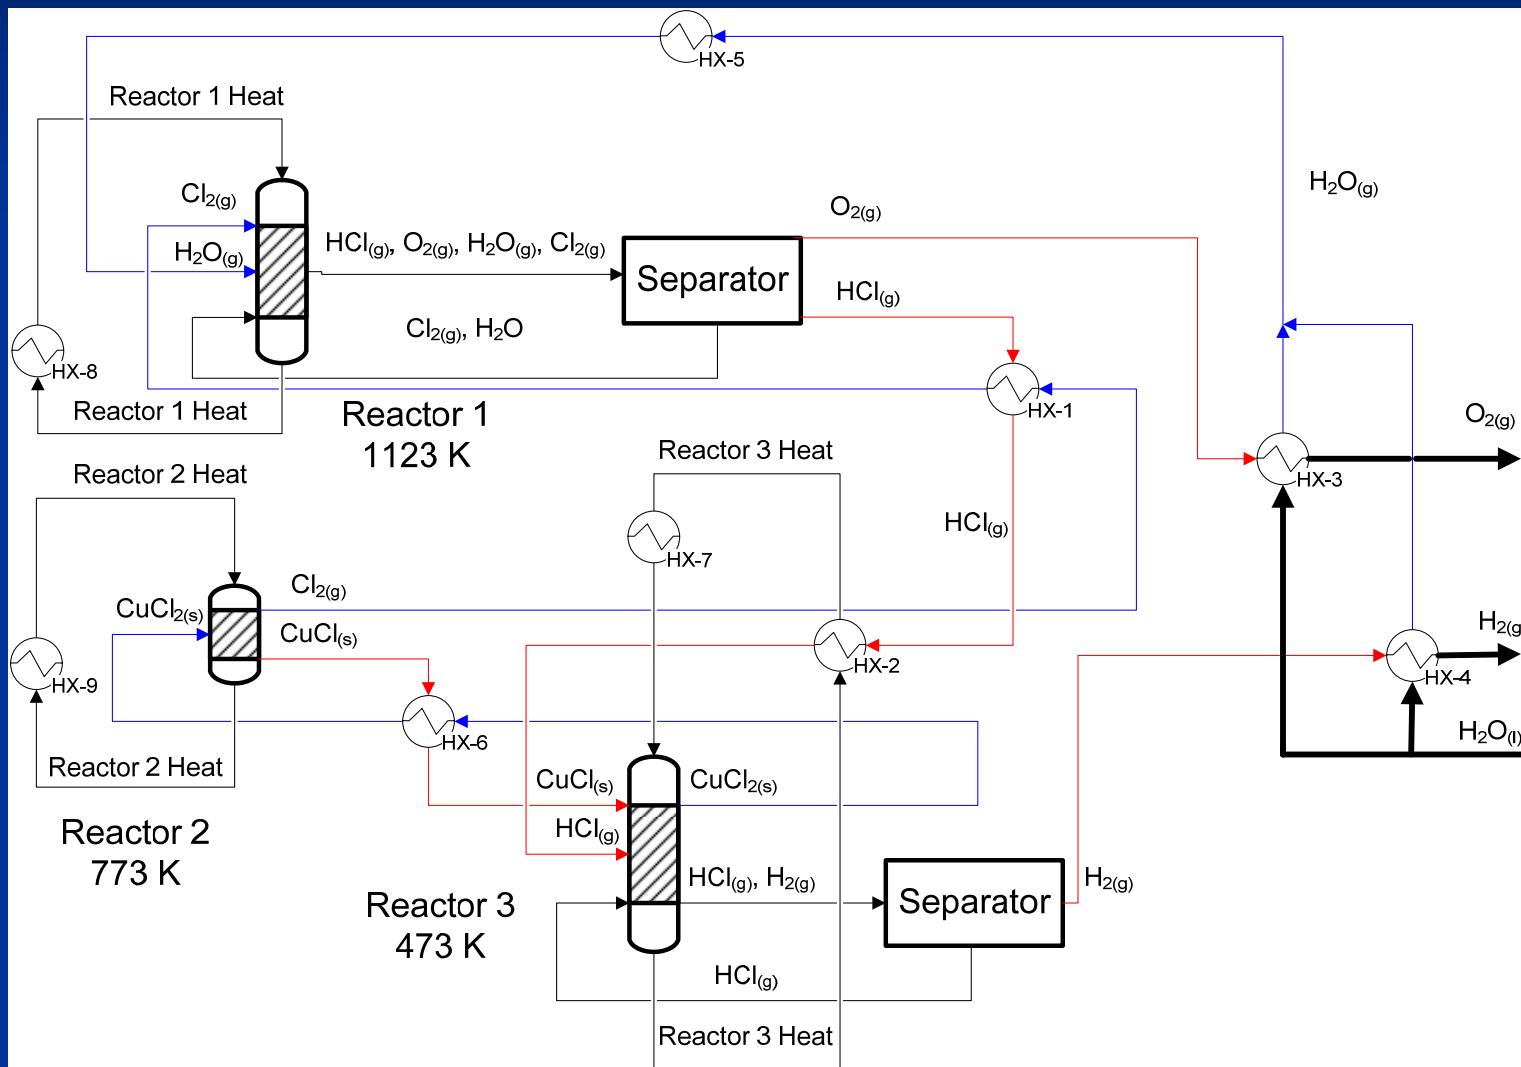 HX-5
Reactor 1 Heat
H₂O(g)
Cl₂(g)
O₂(g)
HCl(g), O₂(g), H₂O(g), Cl₂(g)
H₂O(g)
Separator
HCl(g)
Cl₂(g), H₂O
HX-8
Reactor 1 Heat
HX-1
Reactor 1
1123 K
O₂(g)
Reactor 3 Heat
Reactor 2 Heat
HX-3
HCl(g)
HX-7
Cl₂(g)
CuCl₂(s)
CuCl(s)
H₂(g
HX-2
HX-9
HX-4
H₂O(l)
HX-6
Reactor 2 Heat
CuCl(s)
CuCl₂(s)
Reactor 2
773 K
HCl(g)
HCl(g), H₂(g)
H₂(g)
Separator
Reactor 3
473 K
HCl(g)
Reactor 3 Heat